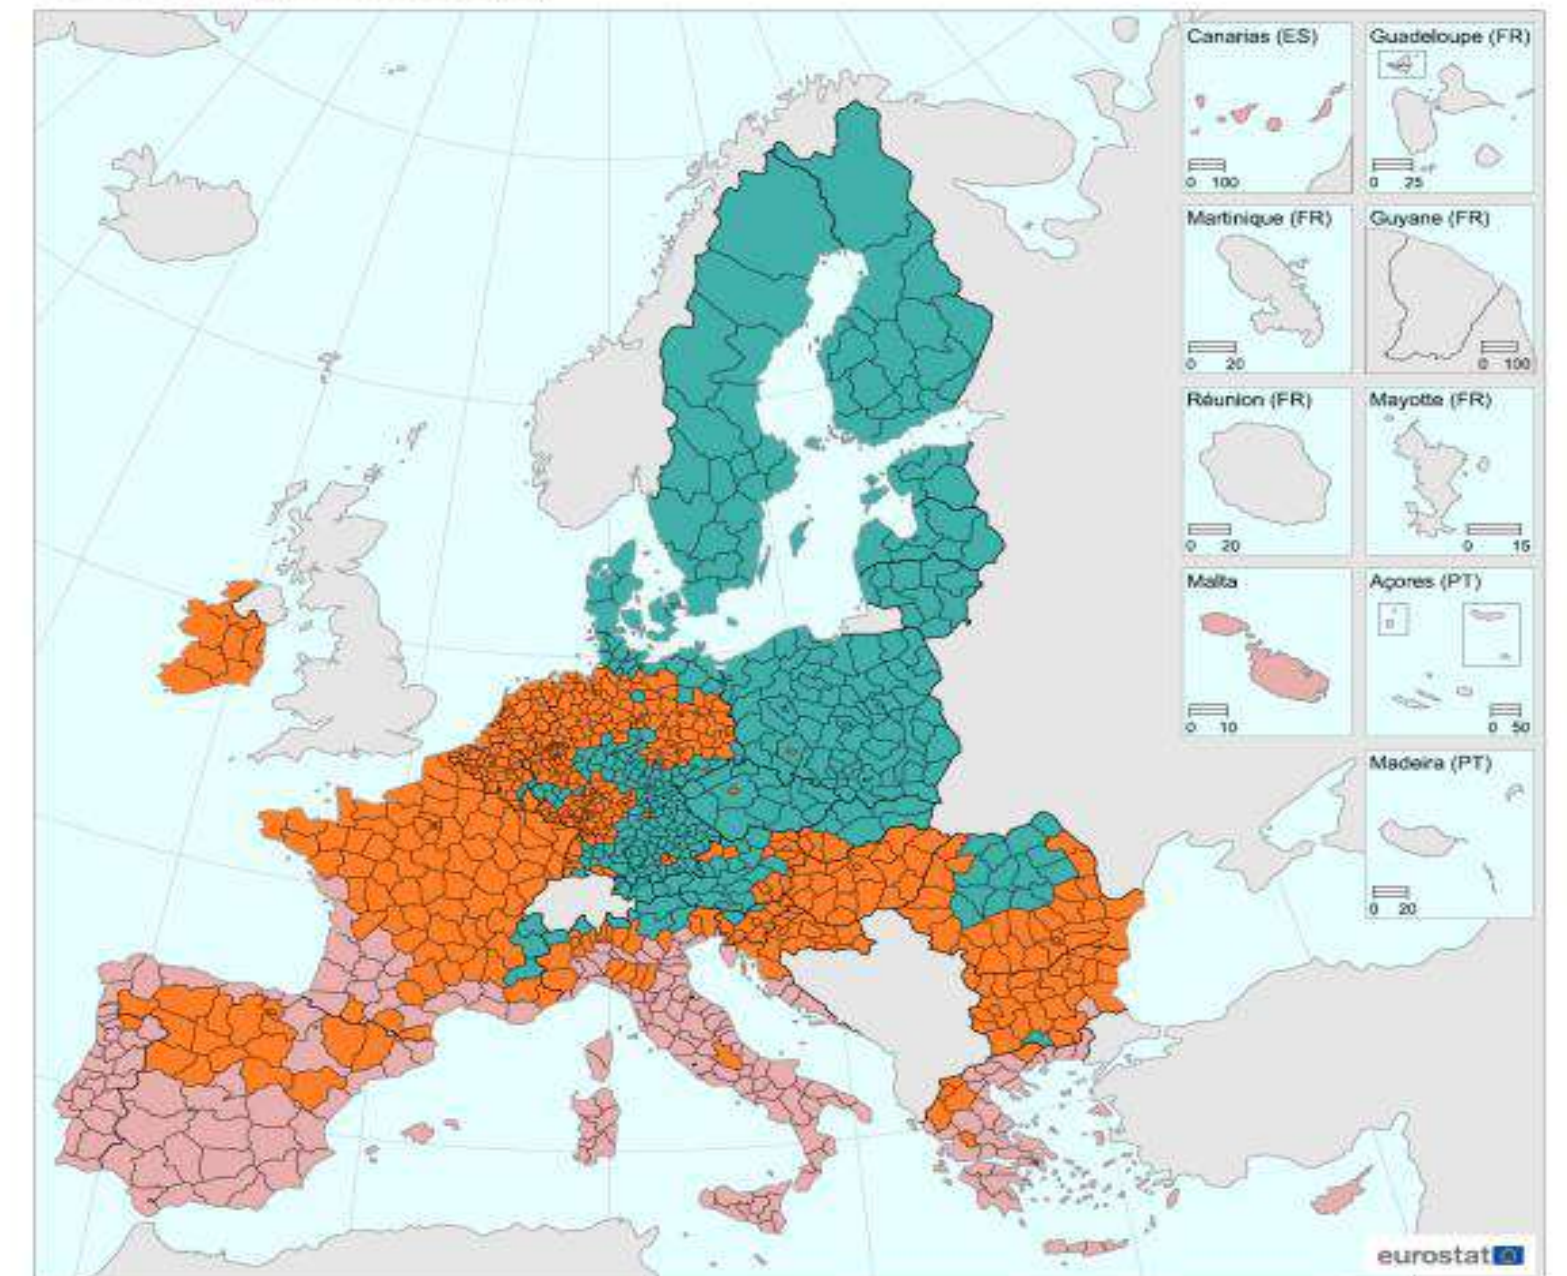 Canarias (ES)
0 100
Guadeloupe (FR)
0 25
Martinique (FR)
0 20
Guyane (FR)
0 100
Réunion (FR)
0 20
Mayotte (FR)
0 15
Malta
0 10
Açores (PT)
0 50
Madeira (PT)
0 20
eurostat